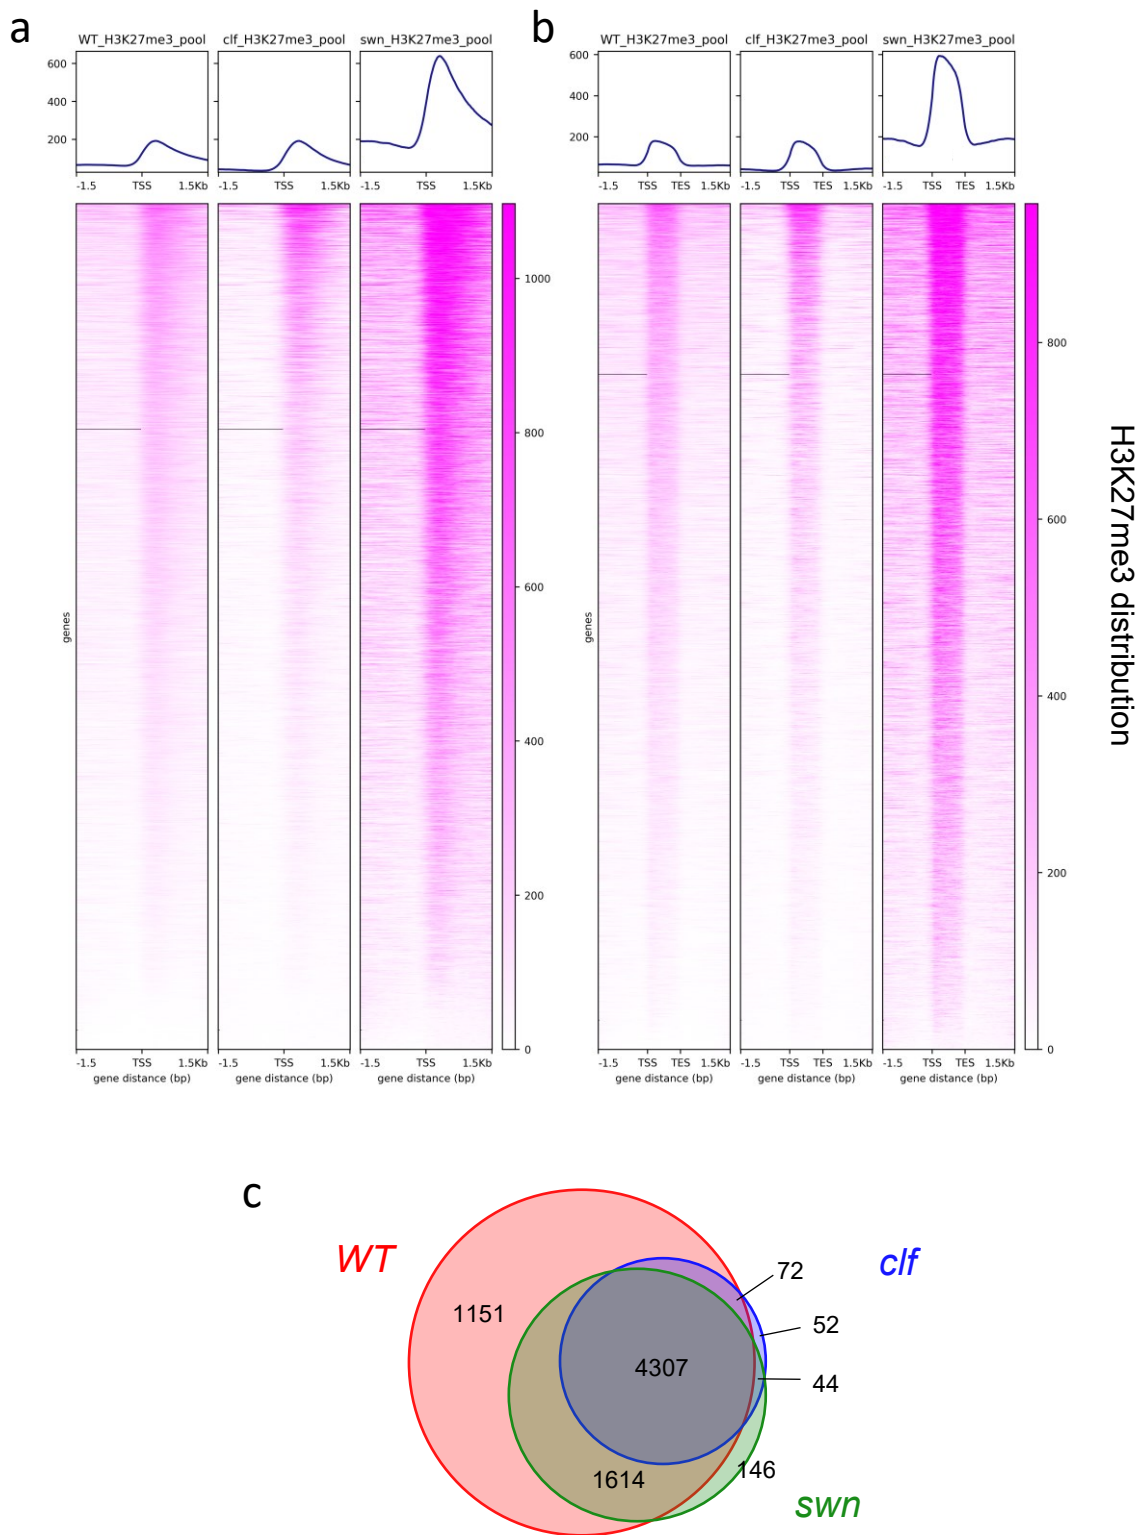 a
b
WT_H3K27me3_pool clf_H3K27me3_pool swn_H3K27me3_pool
600
400
200
-1.5 TSS 1.5Kb -1.5 TSS 1.5Kb -1.5 TSS 1.5Kb
WT_H3K27me3_pool clf_H3K27me3_pool swn_H3K27me3_pool
600
400
200
-1.5 TSS TES 1.5Kb -1.5 TSS TES 1.5Kb -1.5 TSS TES 1.5Kb
genes
1000
800
600
400
200
0
-1.5 TSS 1.5Kb -1.5 TSS 1.5Kb -1.5 TSS 1.5Kb
gene distance (bp) gene distance (bp) gene distance (bp)
genes
800
600
400
200
0
-1.5 TSS TES 1.5Kb -1.5 TSS TES 1.5Kb -1.5 TSS TES 1.5Kb
gene distance (bp) gene distance (bp) gene distance (bp)
H3K27me3 distribution
c
WT
clf
72
1151
52
4307
44
1614
146
swn